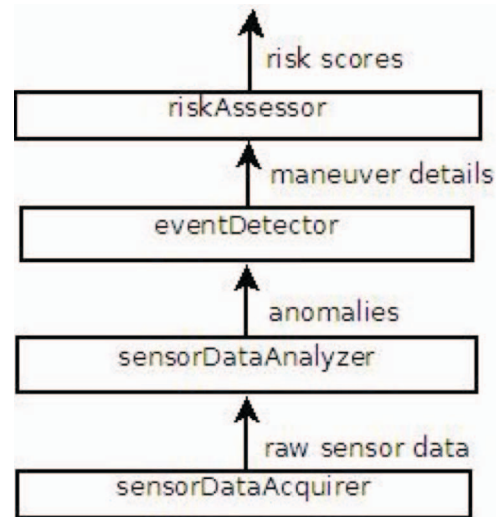 risk scores
riskAssessor
maneuver details
eventDetector
anomalies
sensorDataAnalyzer
raw sensor data
sensorDataAcquirer